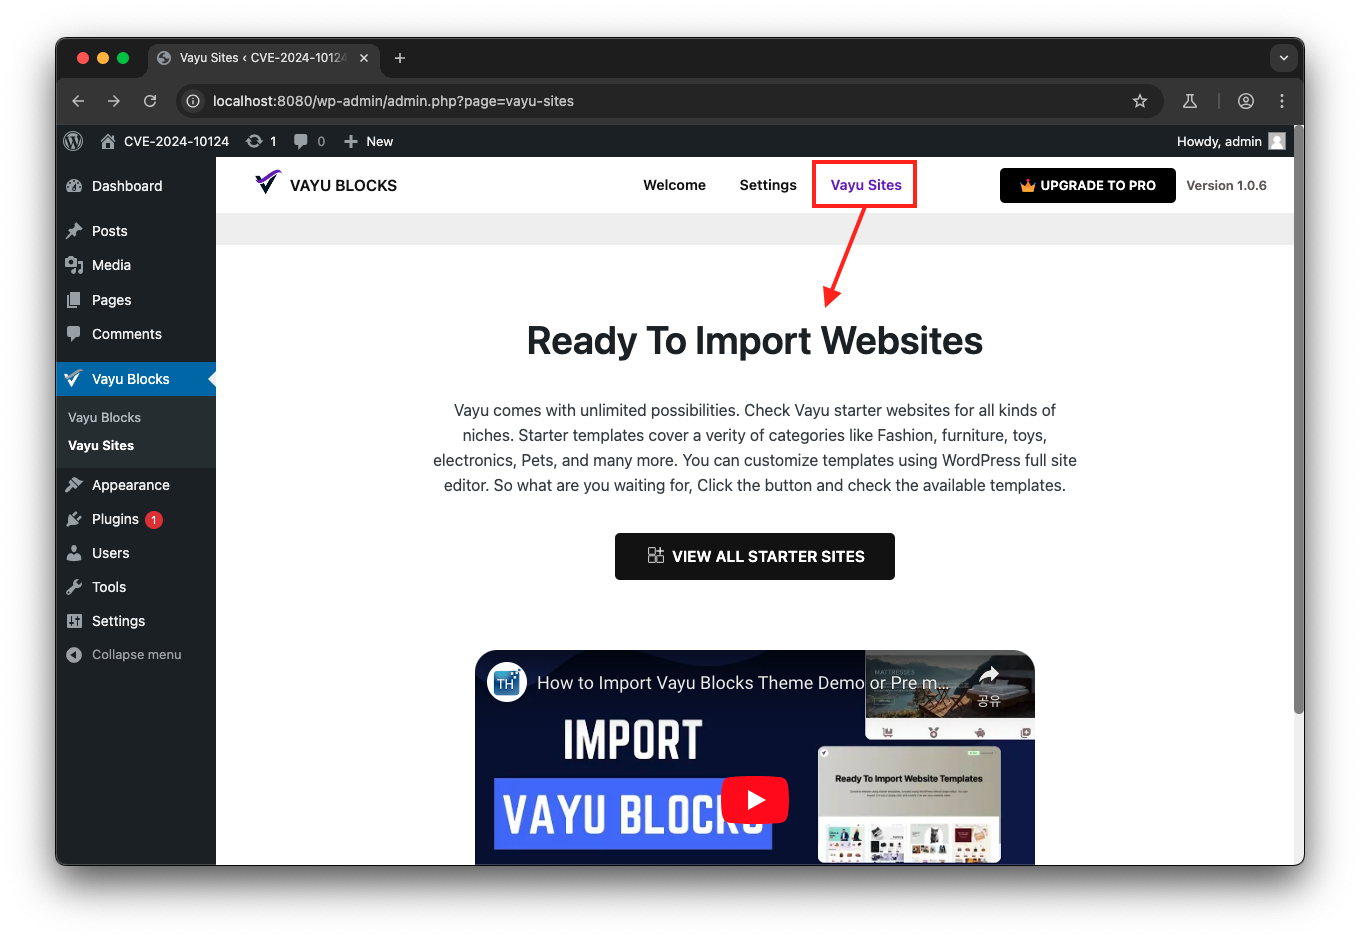 Vayu Sites ‹ CVE-2024-10124
localhost:8080/wp-admin/admin.php?page=vayu-sites
CVE-2024-10124 1 0 New
Howdy, admin
Dashboard
Posts
Media
Pages
Comments
Vayu Blocks
Vayu Blocks
Vayu Sites
Appearance
Plugins 1
Users
Tools
Settings
Collapse menu
VAYU BLOCKS
Welcome Settings Vayu Sites
UPGRADE TO PRO Version 1.0.6
Ready To Import Websites
Vayu comes with unlimited possibilities. Check Vayu starter websites for all kinds of
niches. Starter templates cover a verity of categories like Fashion, furniture, toys,
electronics, Pets, and many more. You can customize templates using WordPress full site
editor. So what are you waiting for, Click the button and check the available templates.
VIEW ALL STARTER SITES
TH
How to Import Vayu Blocks Theme Demo or Pre m...
MATTRESSES
공유
IMPORT
VAYU BLOCKS
Ready To Import Website Templates